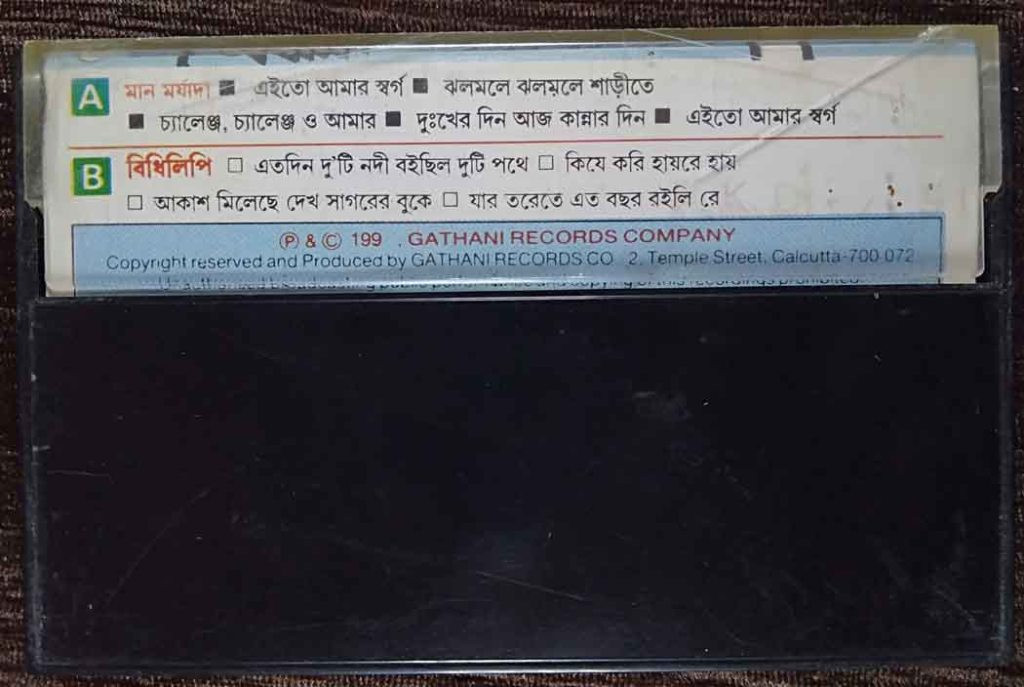 A মান মর্যাদা ■ এইতো আমার স্বর্গ ■ ঝলমলে ঝলমলে শাড়ীতে
■ চ্যালেঞ্জ, চ্যালেঞ্জ ও আমার ■ দুঃখের দিন আজ কান্নার দিন ■ এইতো আমার স্বর্গ
B বিধিলিপি □ এতদিন দু'টি নদী বইছিল দুটি পথে □ কিযে করি হায়রে হায়
□ আকাশ মিলেছে দেখ সাগরের বুকে □ যার তরেতে এত বছর রইলি রে
Ⓟ & © 199 . GATHANI RECORDS COMPANY
Copyright reserved and Produced by GATHANI RECORDS CO 2, Temple Street, Calcutta-700 072